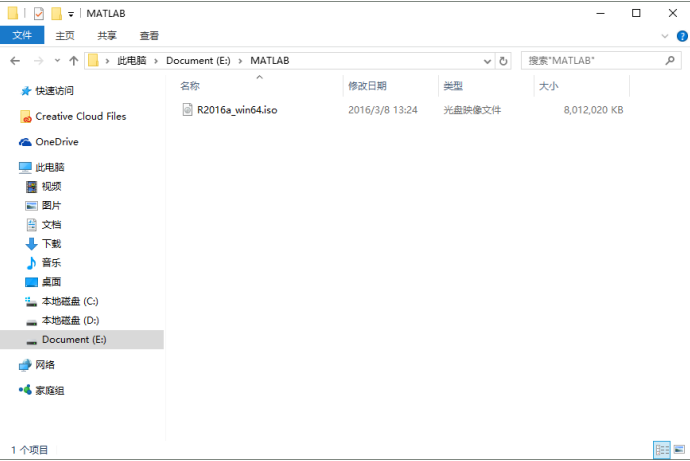 MATLAB
文件 主页 共享 查看
此电脑 Document (E:) MATLAB 搜索"MATLAB"
名称 修改日期 类型 大小
R2016a_win64.iso 2016/3/8 13:24 光盘映像文件 8,012,020 KB
快速访问
Creative Cloud Files
OneDrive
此电脑
视频
图片
文档
下载
音乐
桌面
本地磁盘 (C:)
本地磁盘 (D:)
Document (E:)
网络
家庭组
1 个项目